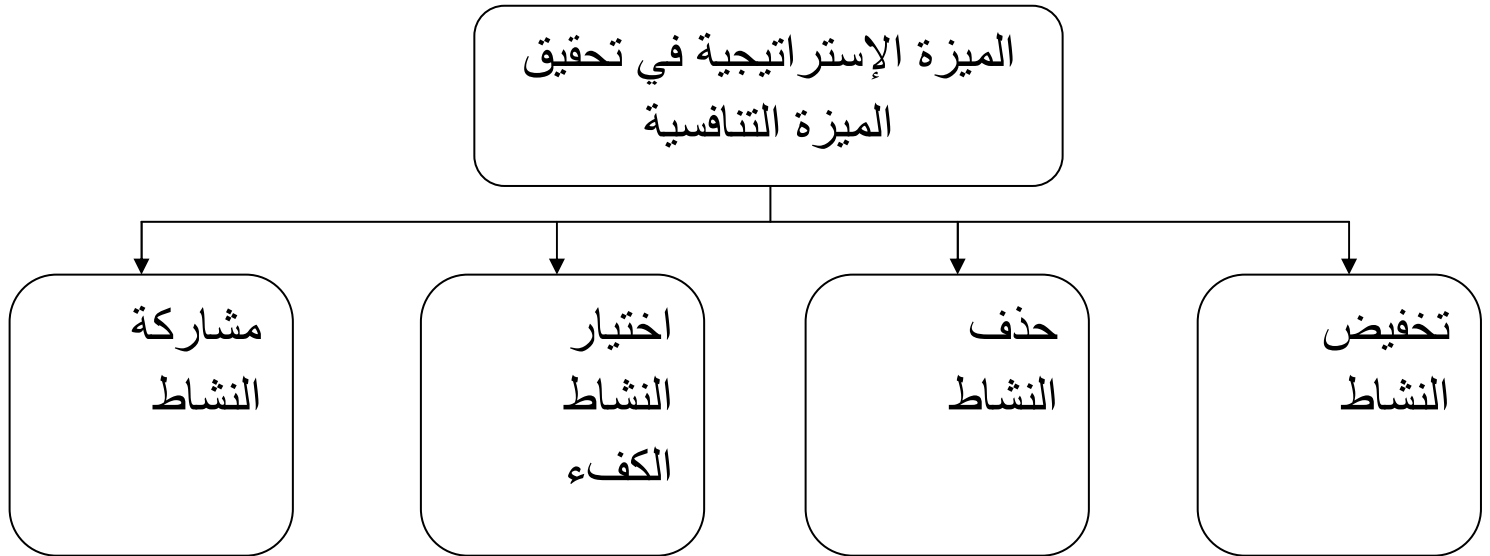 الميزة الإستراتيجية في تحقيق
الميزة التنافسية
تخفيض
النشاط
حذف
النشاط
اختيار
النشاط
الكفء
مشاركة
النشاط